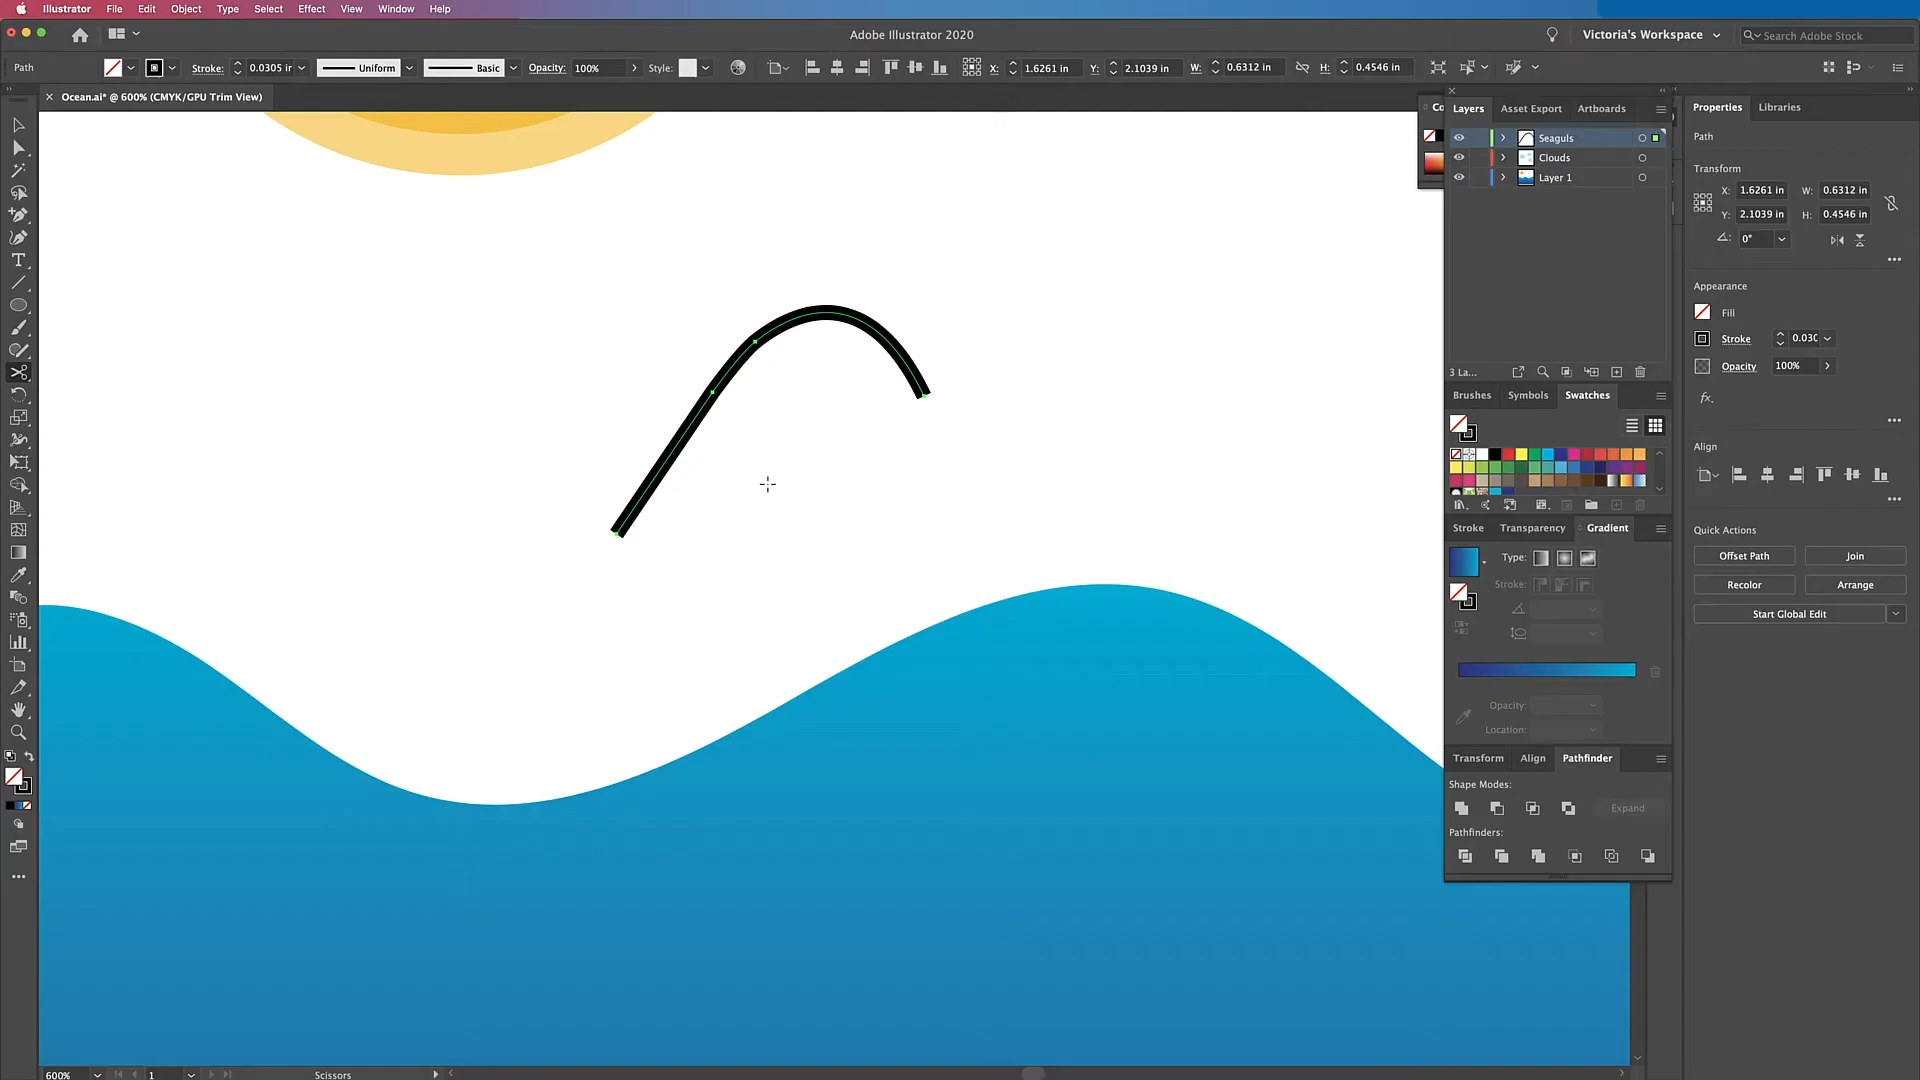 Illustrator File Edit Object Type Select Effect View Window Help
Adobe Illustrator 2020
Victoria's Workspace
Search Adobe Stock
Path
Stroke: 0.0305 ir Uniform Basic Opacity: 100% Style: X: 1.6261 in Y: 2.1039 in W: 0.6312 in H: 0.4546 in
Ocean.ai* @ 600% (CMYK/GPU Trim View)
Co
Layers Asset Export Artboards
Seaguls
Clouds
Layer 1
3 La...
Brushes Symbols Swatches
Stroke Transparency Gradient
Type:
Stroke:
Opacity:
Location:
Transform Align Pathfinder
Shape Modes:
Expand
Pathfinders:
Properties Libraries
Path
Transform
X: 1.6261 in W: 0.6312 in
Y: 2.1039 in H: 0.4546 in
0°
Appearance
Fill
Stroke 0.030
Opacity 100%
fx.
Align
Quick Actions
Offset Path Join
Recolor Arrange
Start Global Edit
600% 1 Scissors